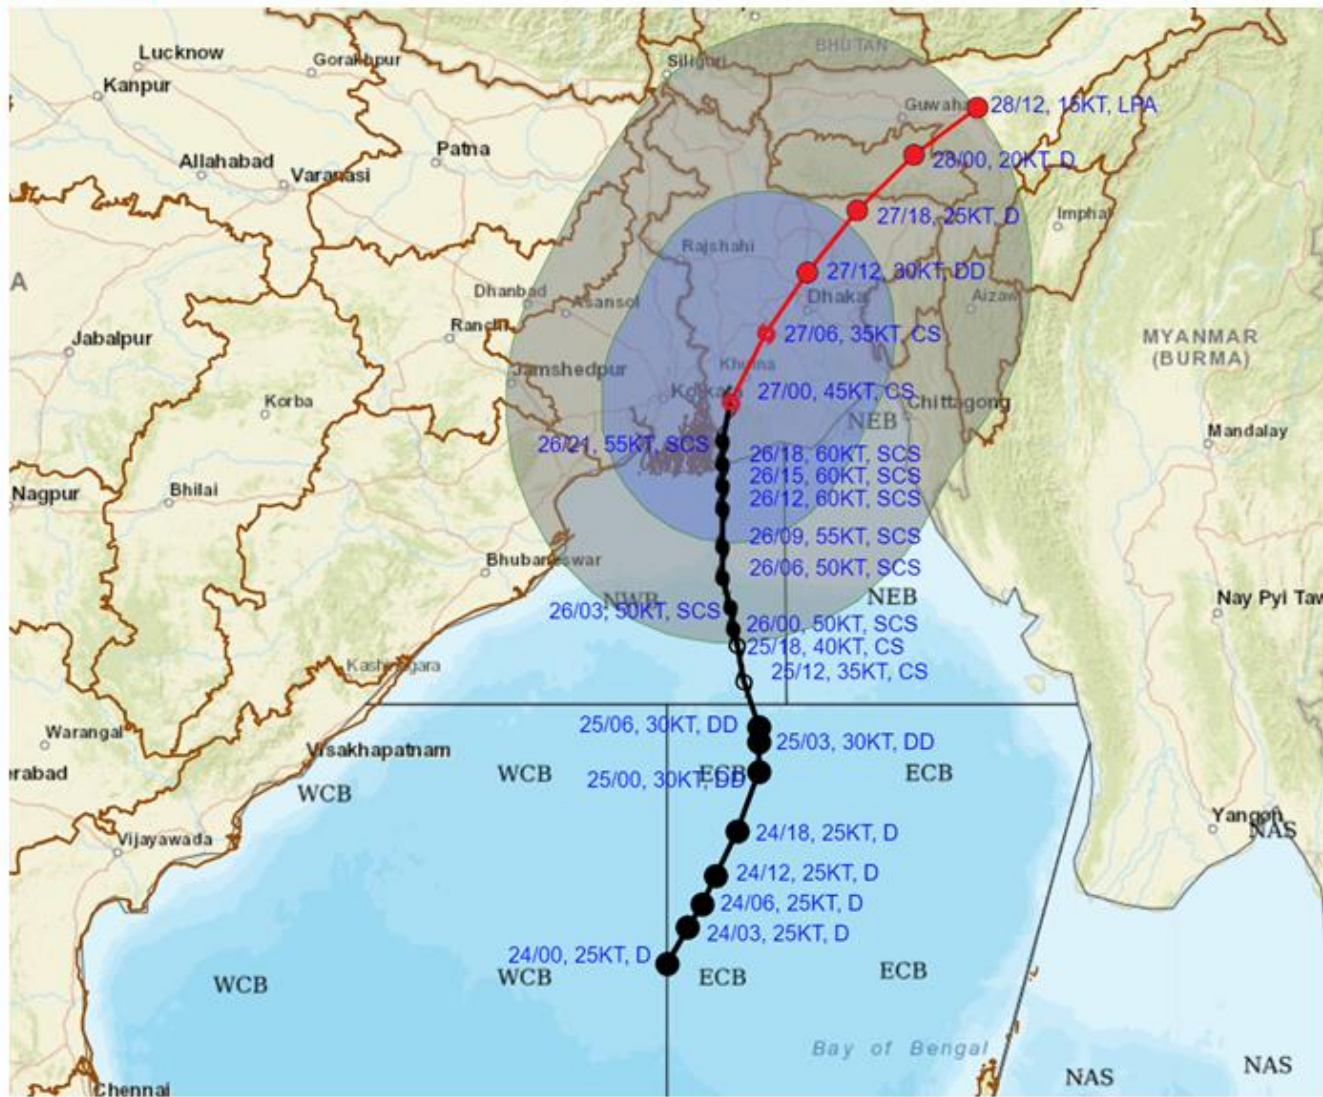 BHUTAN
Lucknow
Gorakhpur
Siliguri
Kanpur
Guwaha
28/12, 15KT, LPA
Patna
Allahabad
28/00, 20KT, D
Varanasi
27/18, 25KT, D
Imphal
Rajshahi
A
27/12, 30KT, DD
Dhanbad
Asansol
Dhaka
Aizaw
Ranchi
27/06, 35KT, CS
Jabalpur
MYANMAR
(BURMA)
Khulna
Jamshedpur
Kolkata
27/00, 45KT, CS
Korba
Chittagong
NEB
26/21, 55KT, SCS
Mandalay
26/18, 60KT, SCS
26/15, 60KT, SCS
Nagpur
Bhilai
26/12, 60KT, SCS
26/09, 55KT, SCS
Bhubaneswar
26/06, 50KT, SCS
NWB
NEB
Nay Pyi Taw
26/03, 50KT, SCS
26/00, 50KT, SCS
25/18, 40KT, CS
25/12, 35KT, CS
25/06, 30KT, DD
Warangal
25/03, 30KT, DD
Visakhapatnam
erabad
WCB
ECB
ECB
25/00, 30KT, DD
WCB
Yangon
NAS
24/18, 25KT, D
Vijayawada
24/12, 25KT, D
24/06, 25KT, D
24/03, 25KT, D
24/00, 25KT, D
WCB
WCB
ECB
ECB
Bay of Bengal
NAS
NAS
Chennai